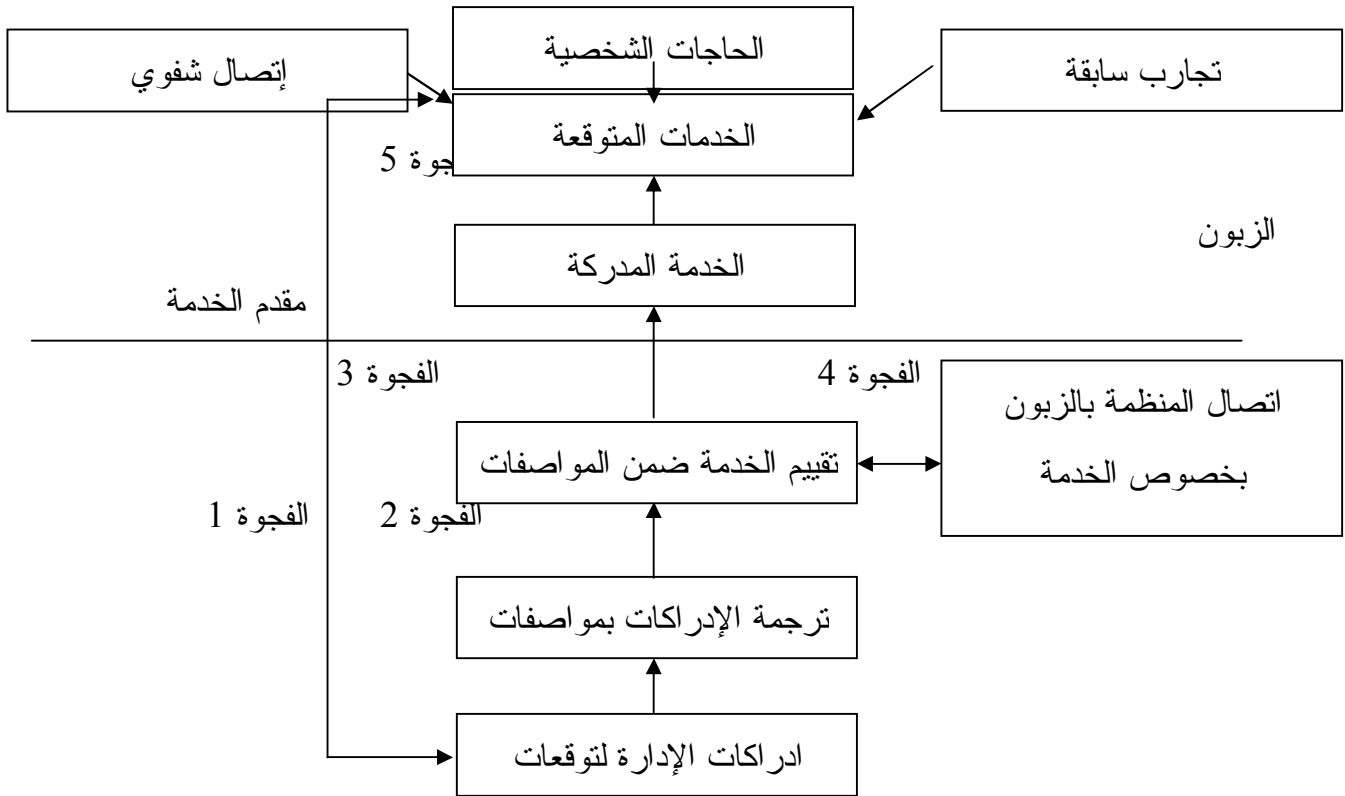 الحاجات الشخصية
إتصال شفوي
تجارب سابقة
الخدمات المتوقعة
جوة 5
الزبون
الخدمة المدركة
مقدم الخدمة
الفجوة 3
الفجوة 4
اتصال المنظمة بالزبون
بخصوص الخدمة
تقييم الخدمة ضمن المواصفات
الفجوة 1
الفجوة 2
ترجمة الإدراكات بمواصفات
ادراكات الإدارة لتوقعات